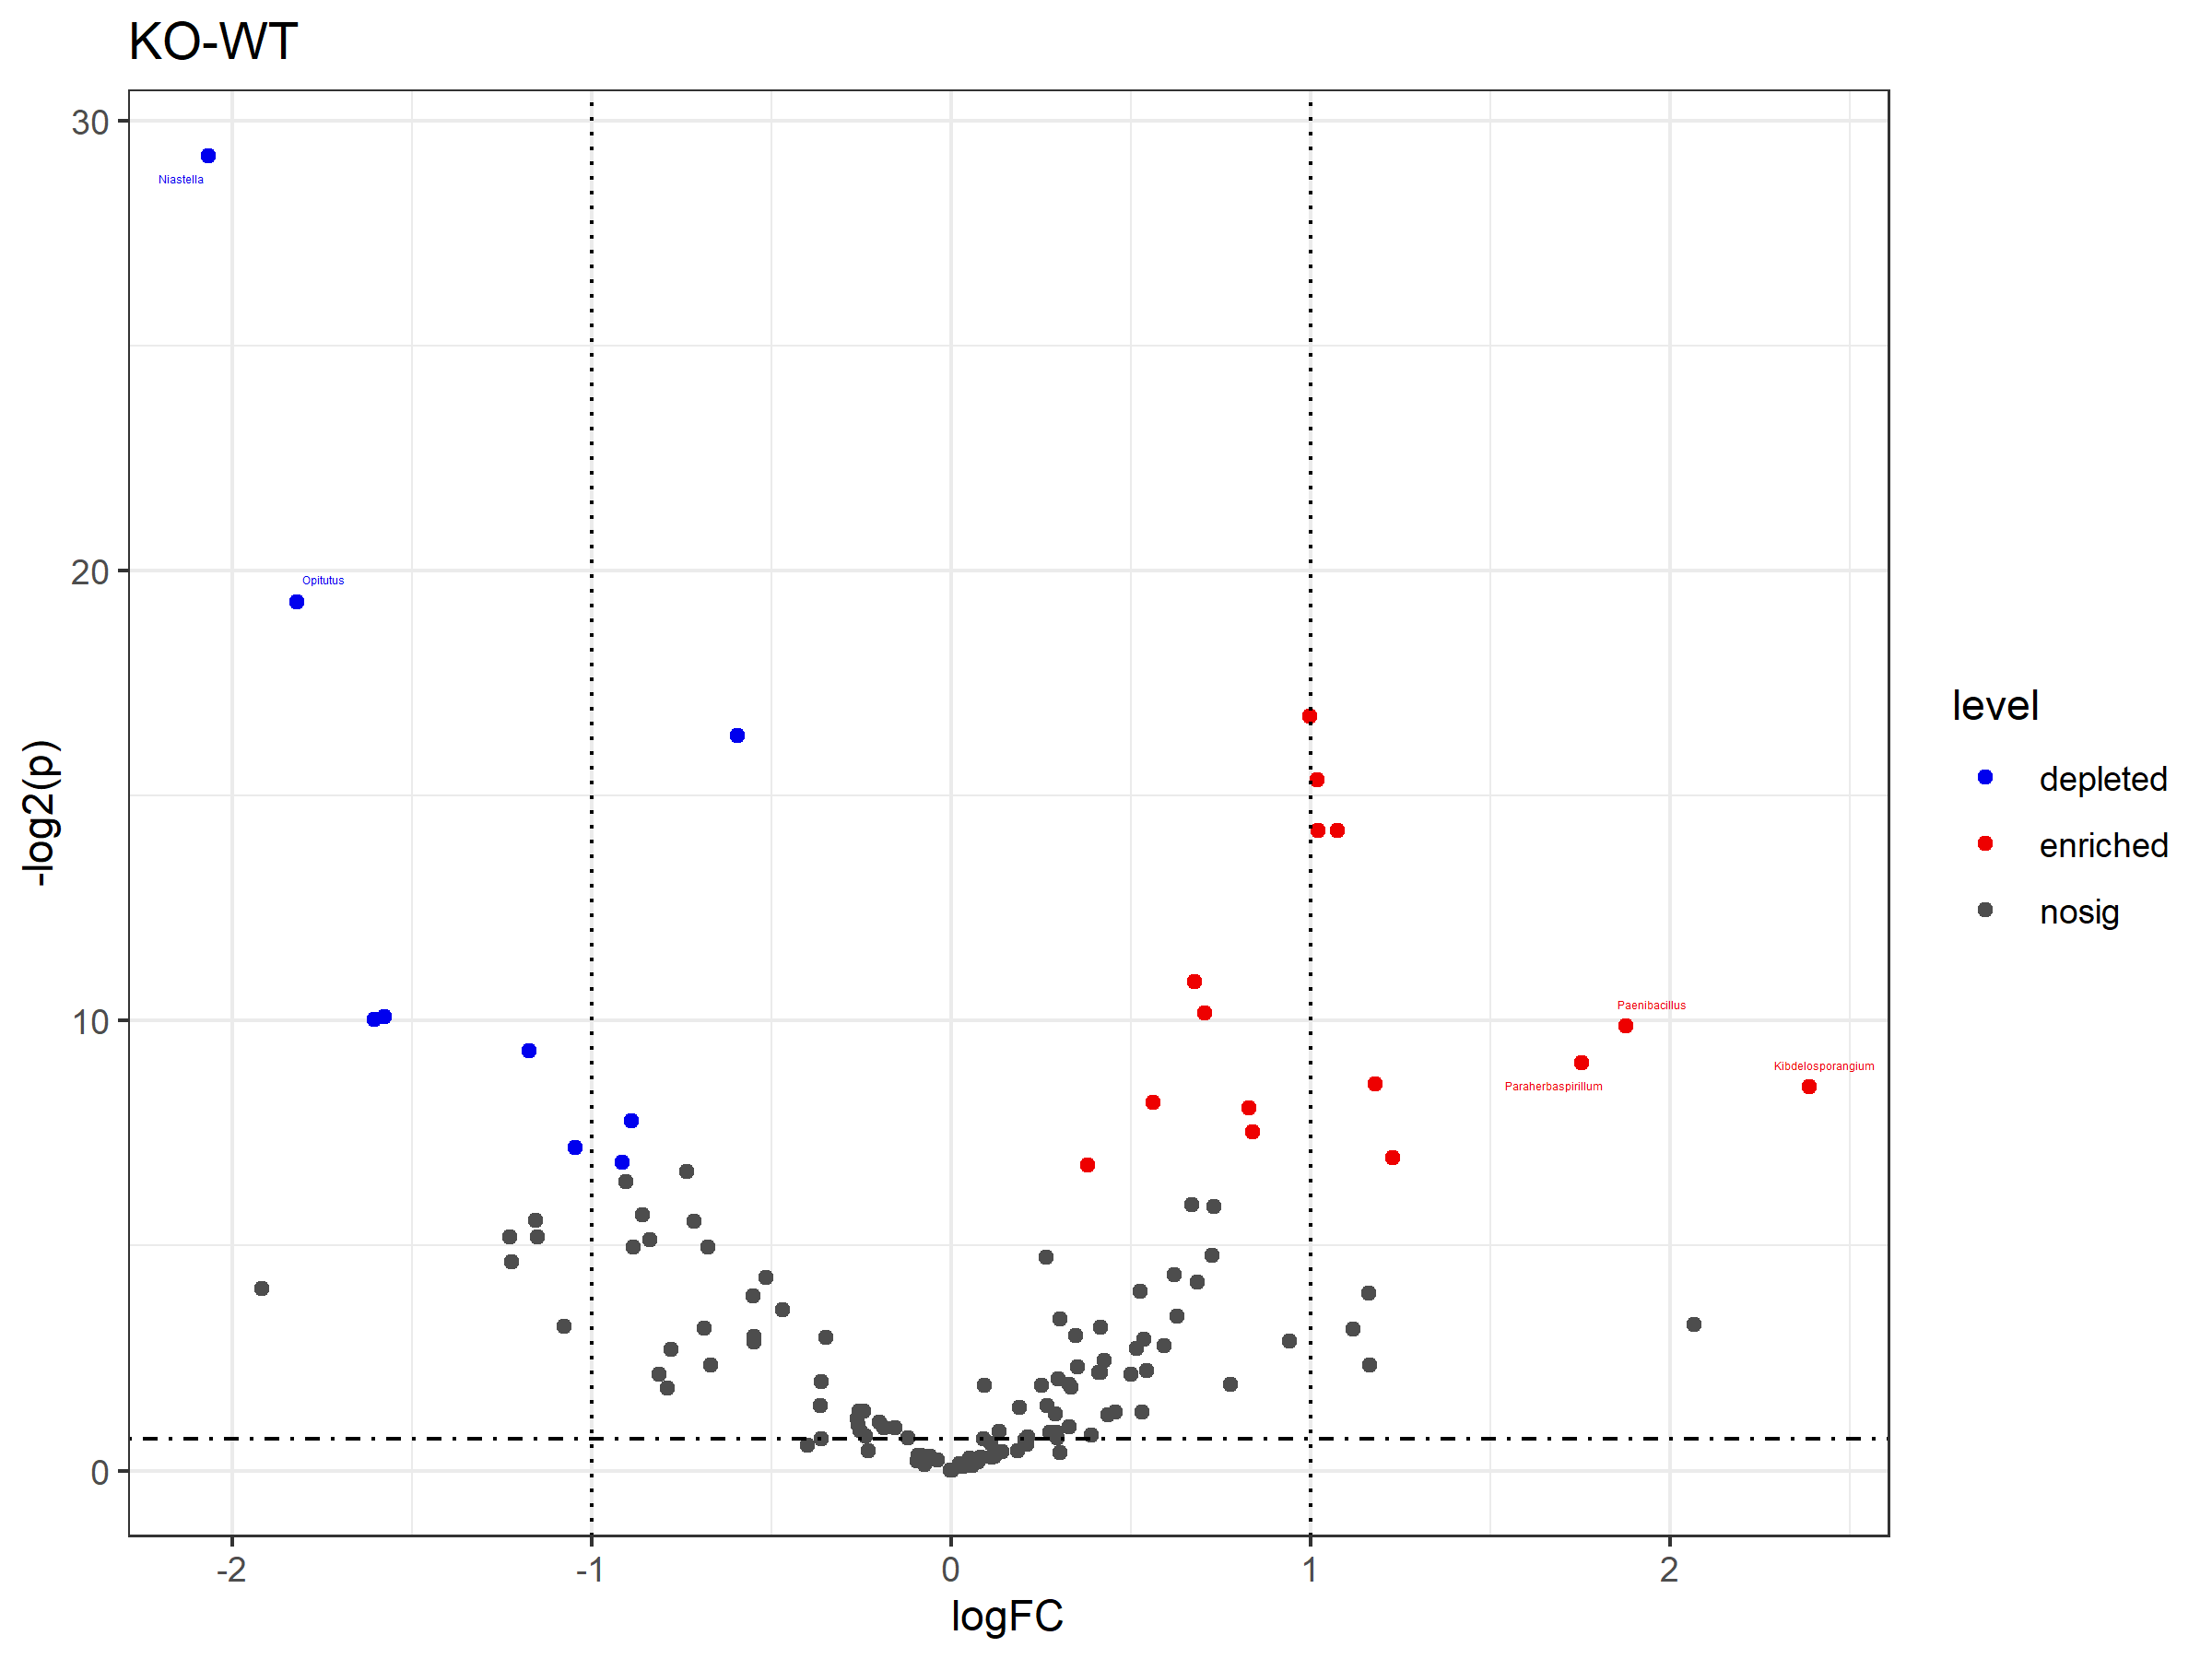 KO-WT
30
20
10
0
-log2(p)
Niastella
Opitutus
Paenibacillus
Kibdelosporangium
Paraherbaspirillum
-2
-1
0
1
2
logFC
level
depleted
enriched
nosig